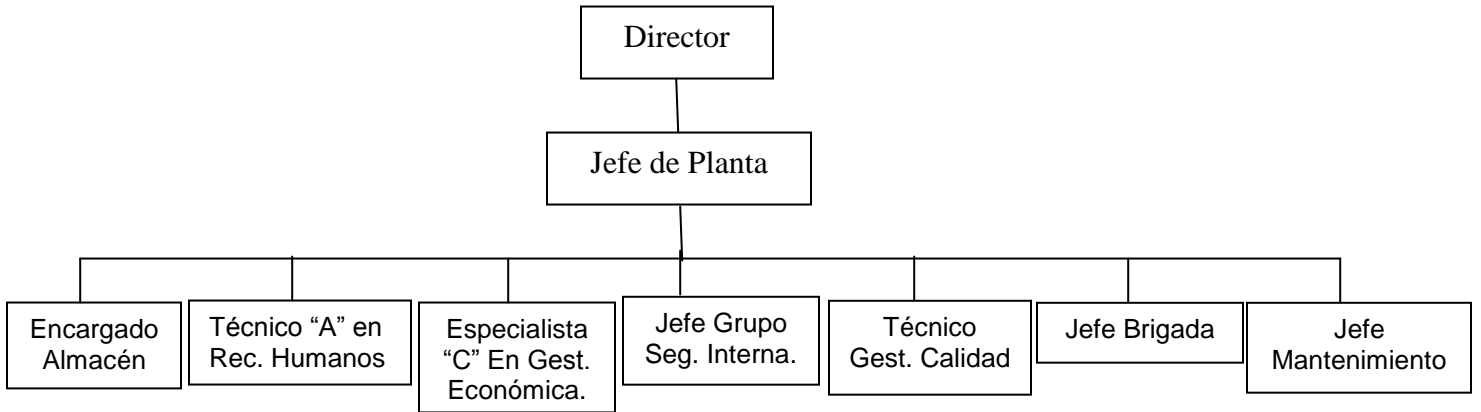 Director
Jefe de Planta
Encargado
Almacén
Técnico “A” en
Rec. Humanos
Especialista
“C” En Gest.
Económica.
Jefe Grupo
Seg. Interna.
Técnico
Gest. Calidad
Jefe Brigada
Jefe
Mantenimiento